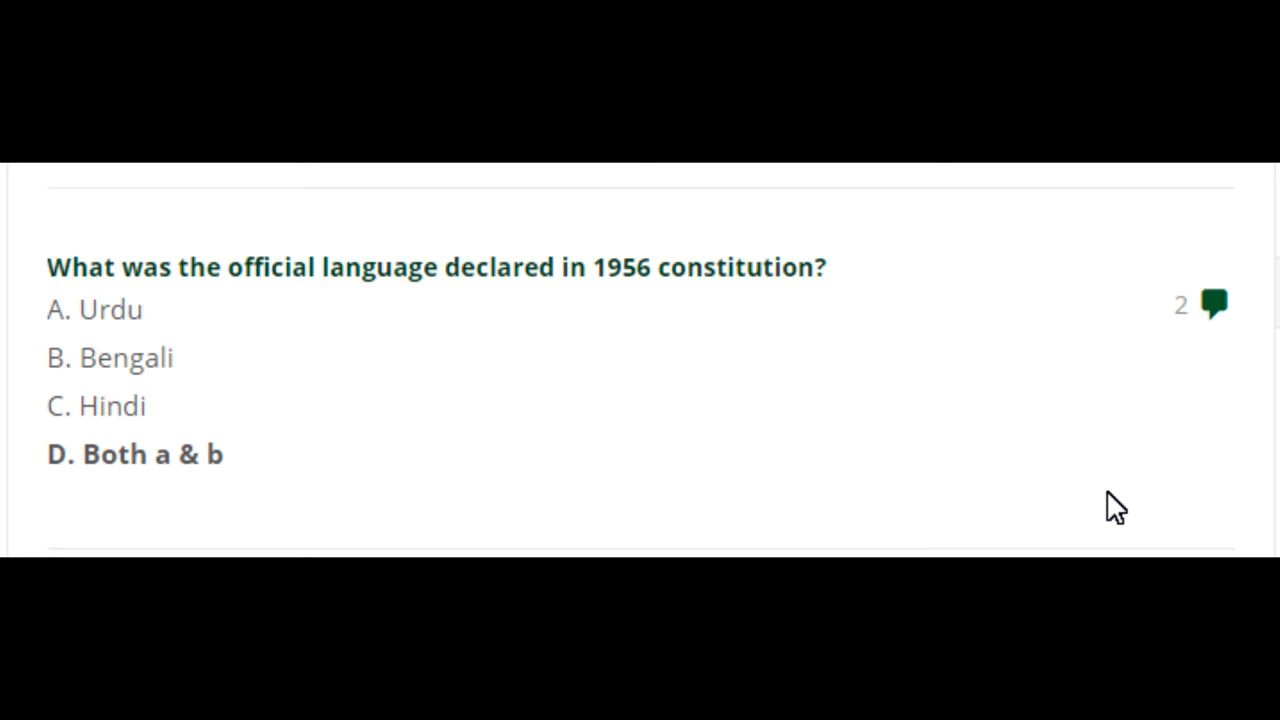 What was the official language declared in 1956 constitution?
A. Urdu
2
B. Bengali
C. Hindi
D. Both a & b